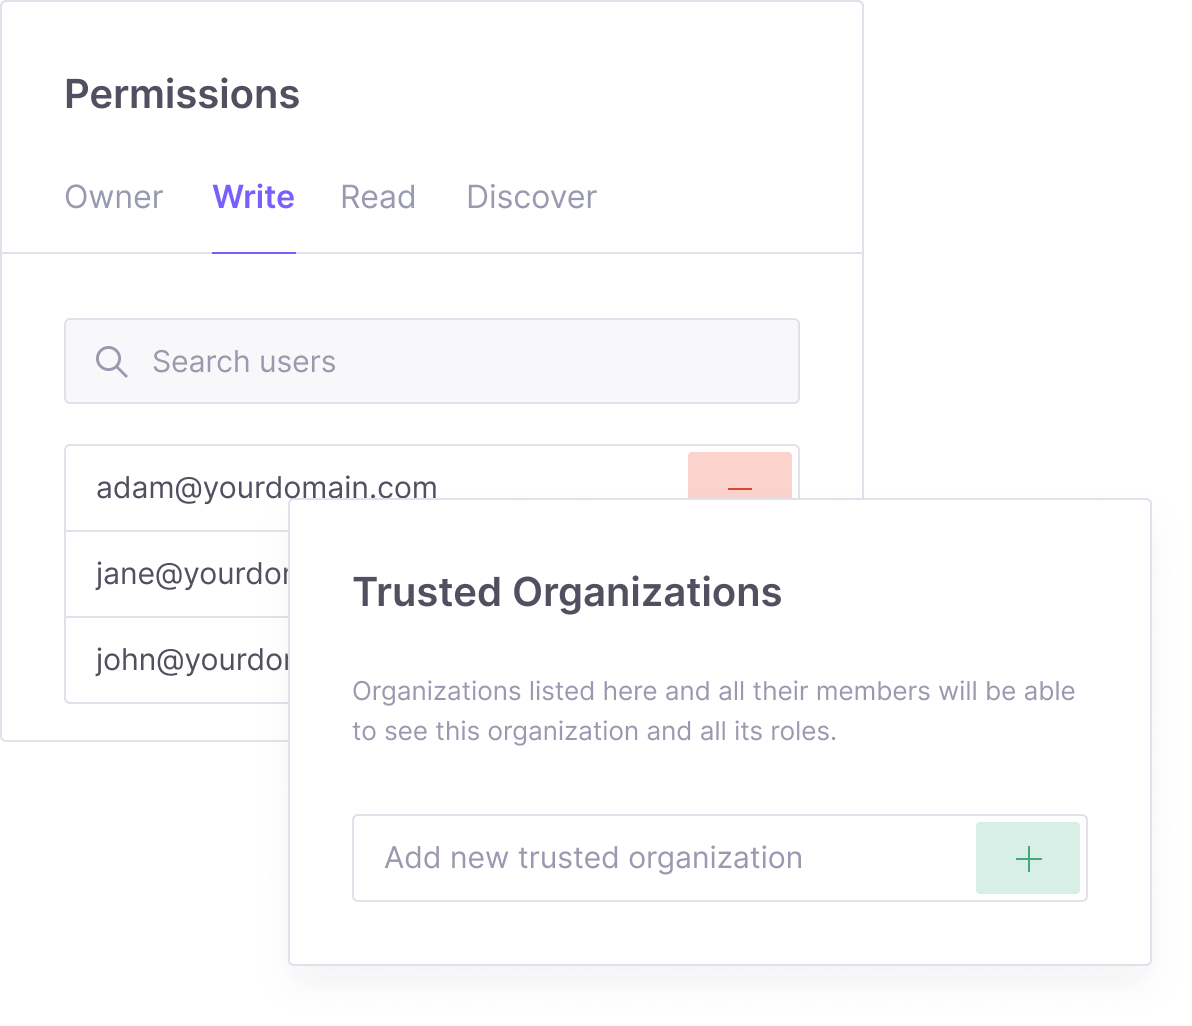 Permissions
Owner Write Read Discover
Search users
adam@yourdomain.com
jane@yourdo
john@yourdo
Trusted Organizations
Organizations listed here and all their members will be able
to see this organization and all its roles.
Add new trusted organization